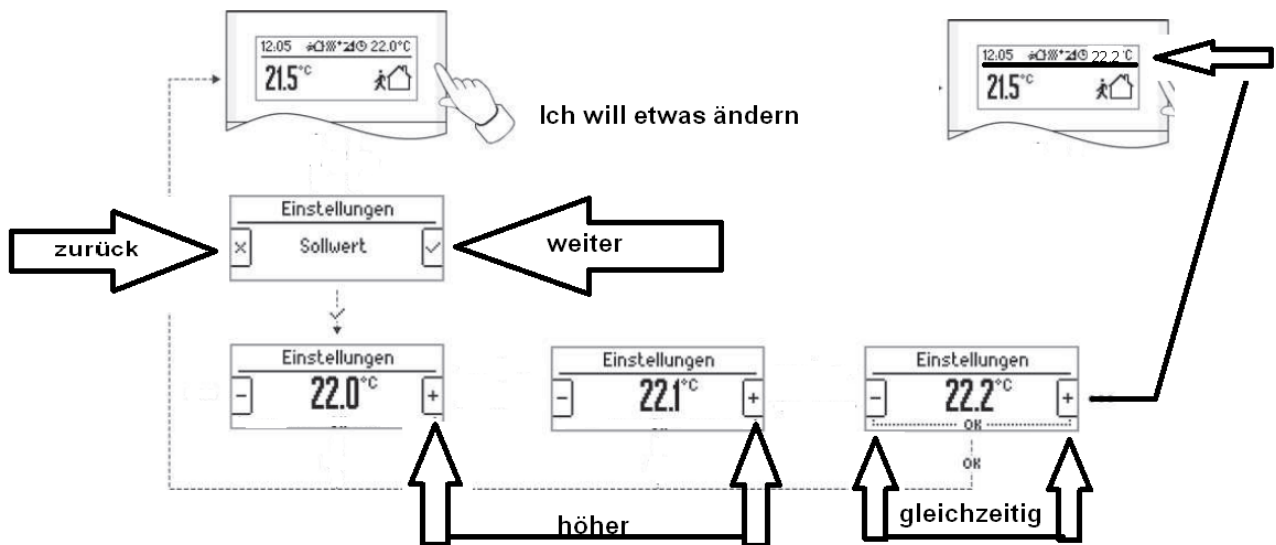 12:05 22.0°C
21.5°C
Ich will etwas ändern
12:05 22.2°C
21.5°C
Einstellungen
× Sollwert ✓
zurück
weiter
✓
Einstellungen
- 22.0°C +
Einstellungen
- 22.1°C +
Einstellungen
- 22.2°C +
OK
OK
höher
gleichzeitig